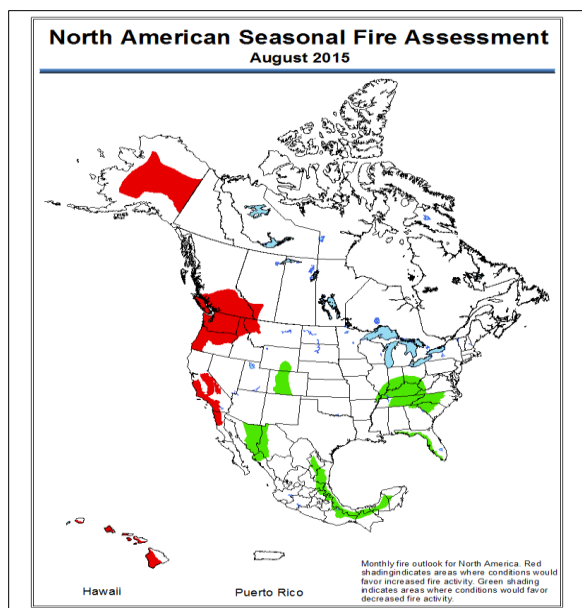 North American Seasonal Fire Assessment
August 2015
Monthly fire outlook for North America. Red
shadingindicates areas where conditions would
favor increased fire activity. Green shading
indicates areas where conditions would favor
decreased fire activity.
Hawaii
Puerto Rico